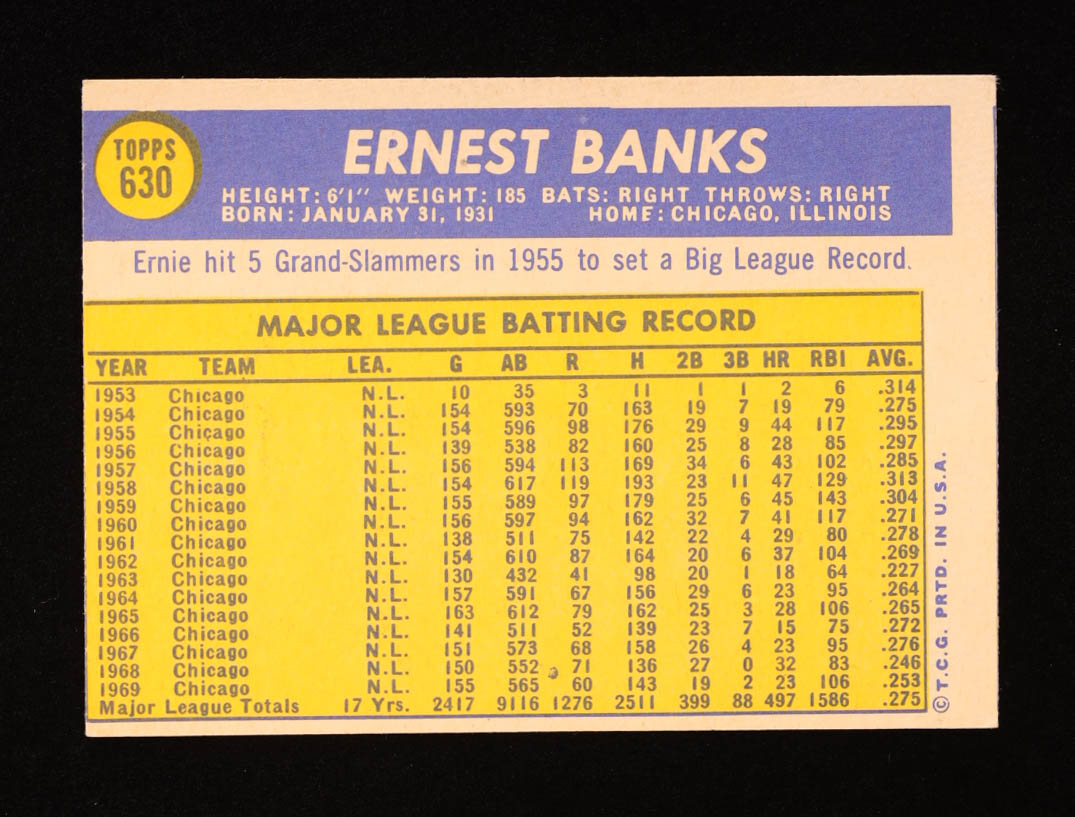 TOPPS
630
ERNEST BANKS
HEIGHT: 6'1" WEIGHT: 185 BATS: RIGHT THROWS: RIGHT
BORN: JANUARY 31, 1931 HOME: CHICAGO, ILLINOIS
Ernie hit 5 Grand-Slammers in 1955 to set a Big League Record.
MAJOR LEAGUE BATTING RECORD
YEAR TEAM LEA. G AB R H 2B 3B HR RBI AVG.
1953 Chicago N.L. 10 35 3 11 1 1 2 6 .314
1954 Chicago N.L. 154 593 70 163 19 7 19 79 .275
1955 Chicago N.L. 154 596 98 176 29 9 44 117 .295
1956 Chicago N.L. 139 538 82 160 25 8 28 85 .297
1957 Chicago N.L. 156 594 113 169 34 6 43 102 .285
1958 Chicago N.L. 154 617 119 193 23 11 47 129 .313
1959 Chicago N.L. 155 589 97 179 25 6 45 143 .304
1960 Chicago N.L. 156 597 94 162 32 7 41 117 .271
1961 Chicago N.L. 138 511 75 142 22 4 29 80 .278
1962 Chicago N.L. 154 610 87 164 20 6 37 104 .269
1963 Chicago N.L. 130 432 41 98 20 1 18 64 .227
1964 Chicago N.L. 157 591 67 156 29 6 23 95 .264
1965 Chicago N.L. 163 612 79 162 25 3 28 106 .265
1966 Chicago N.L. 141 511 52 139 23 7 15 75 .272
1967 Chicago N.L. 151 573 68 158 26 4 23 95 .276
1968 Chicago N.L. 150 552 71 136 27 0 32 83 .246
1969 Chicago N.L. 155 565 60 143 19 2 23 106 .253
Major League Totals 17 Yrs. 2417 9116 1276 2511 399 88 497 1586 .275
© T.C.G. PRTD. IN U.S.A.